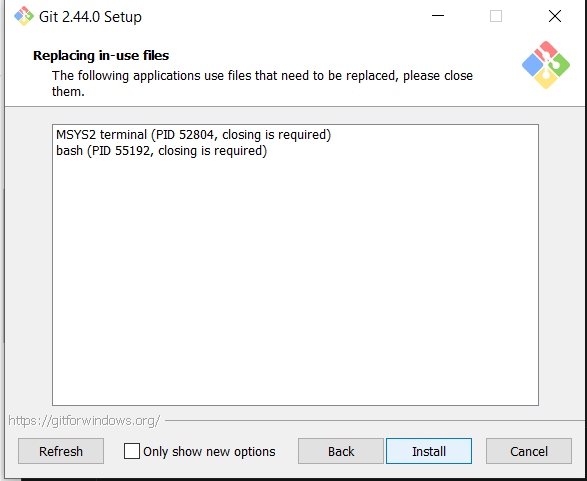 Git 2.44.0 Setup
Replacing in-use files
The following applications use files that need to be replaced, please close
them.
MSYS2 terminal (PID 52804, closing is required)
bash (PID 55192, closing is required)
https://gitforwindows.org/
Refresh
Only show new options
Back
Install
Cancel